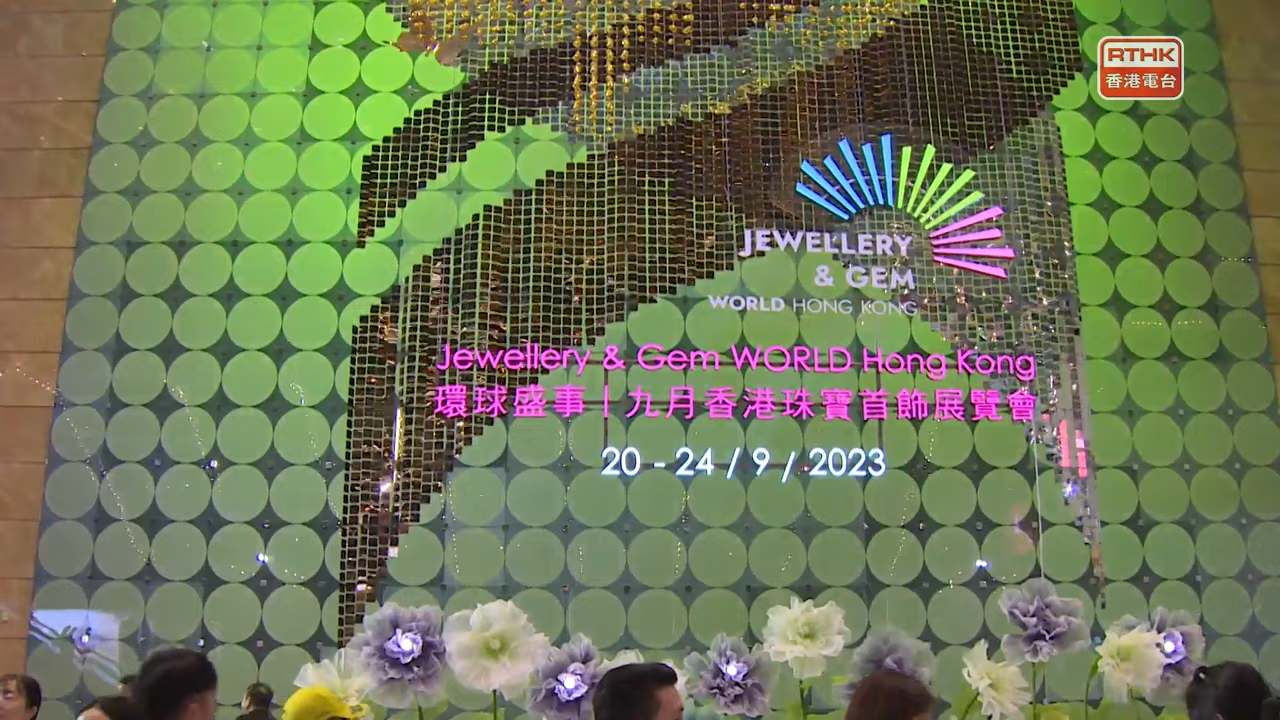 RTHK
香港電台
JEWELLERY
& GEM
WORLD HONG KONG
Jewellery & Gem WORLD Hong Kong
環球盛事 | 九月香港珠寶首飾展覽會
20 - 24 / 9 / 2023